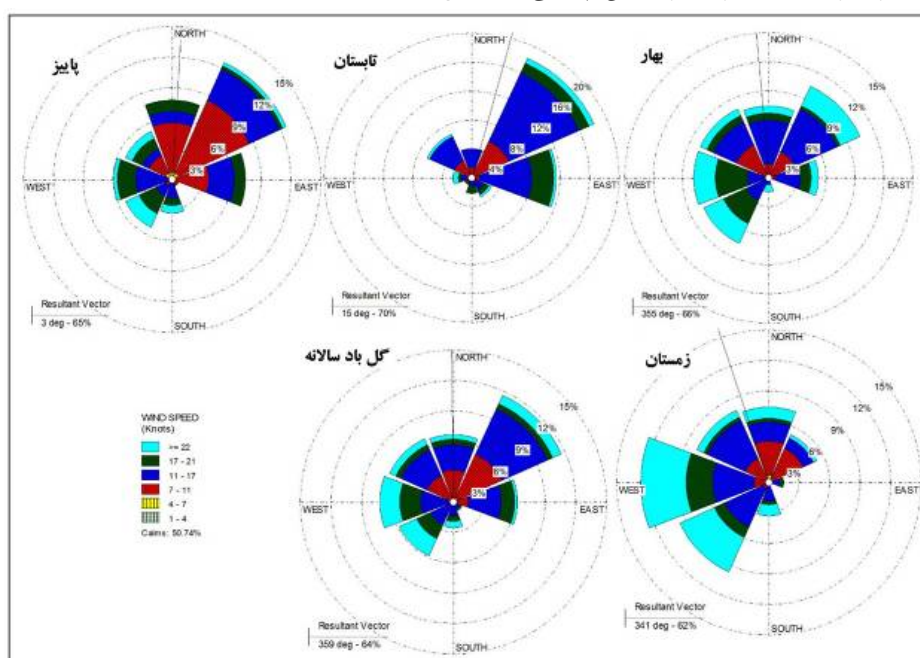 پاییز
NORTH
15%
12%
9%
6%
3%
WEST
EAST
SOUTH
Resultant Vector
3 deg - 65%
تابستان
NORTH
20%
16%
12%
8%
4%
WEST
EAST
SOUTH
Resultant Vector
15 deg - 70%
بهار
NORTH
15%
12%
9%
6%
3%
WEST
EAST
SOUTH
Resultant Vector
355 deg - 66%
گل باد سالانه
NORTH
15%
12%
9%
6%
3%
WEST
EAST
SOUTH
Resultant Vector
359 deg - 64%
زمستان
NORTH
15%
12%
9%
6%
3%
WEST
EAST
SOUTH
Resultant Vector
341 deg - 62%
WIND SPEED
(Knots)
>= 22
17 - 21
11 - 17
7 - 11
4 - 7
1 - 4
Calms: 50.74%